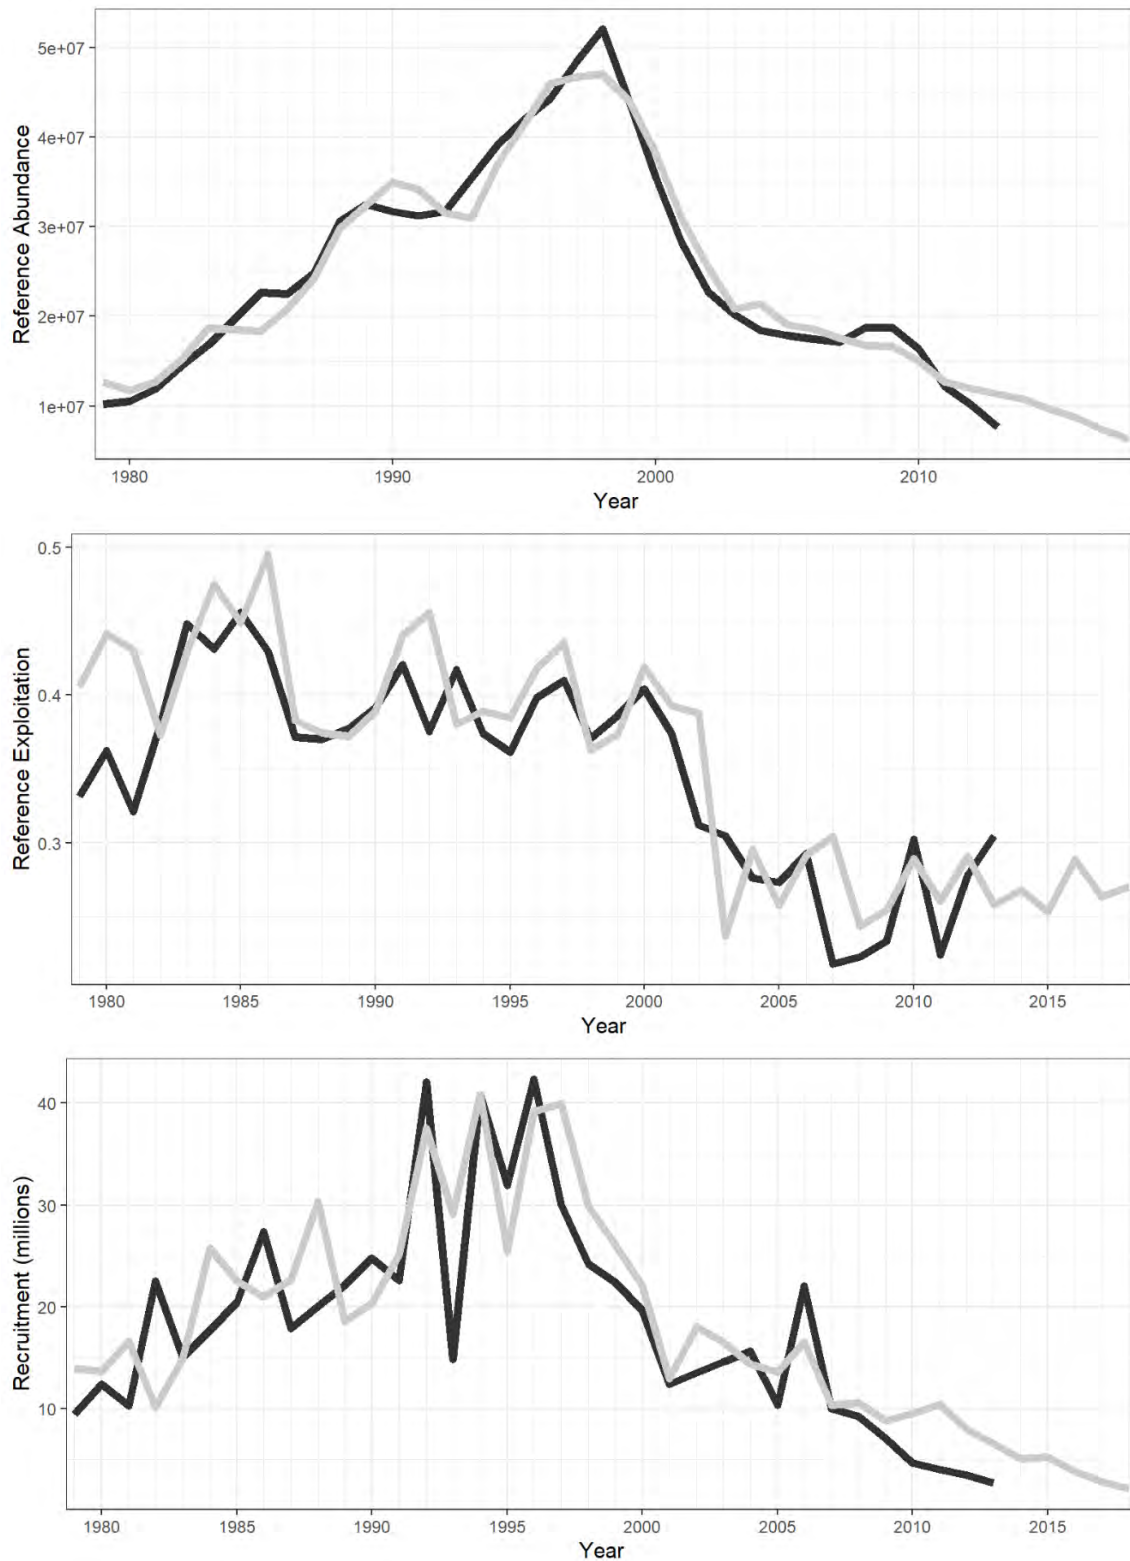 5e+07
4e+07
3e+07
2e+07
1e+07
Reference Abundance
1980 1990 2000 2010
Year
0.5
0.4
0.3
Reference Exploitation
1980 1985 1990 1995 2000 2005 2010 2015
Year
40
30
20
10
Recruitment (millions)
1980 1985 1990 1995 2000 2005 2010 2015
Year